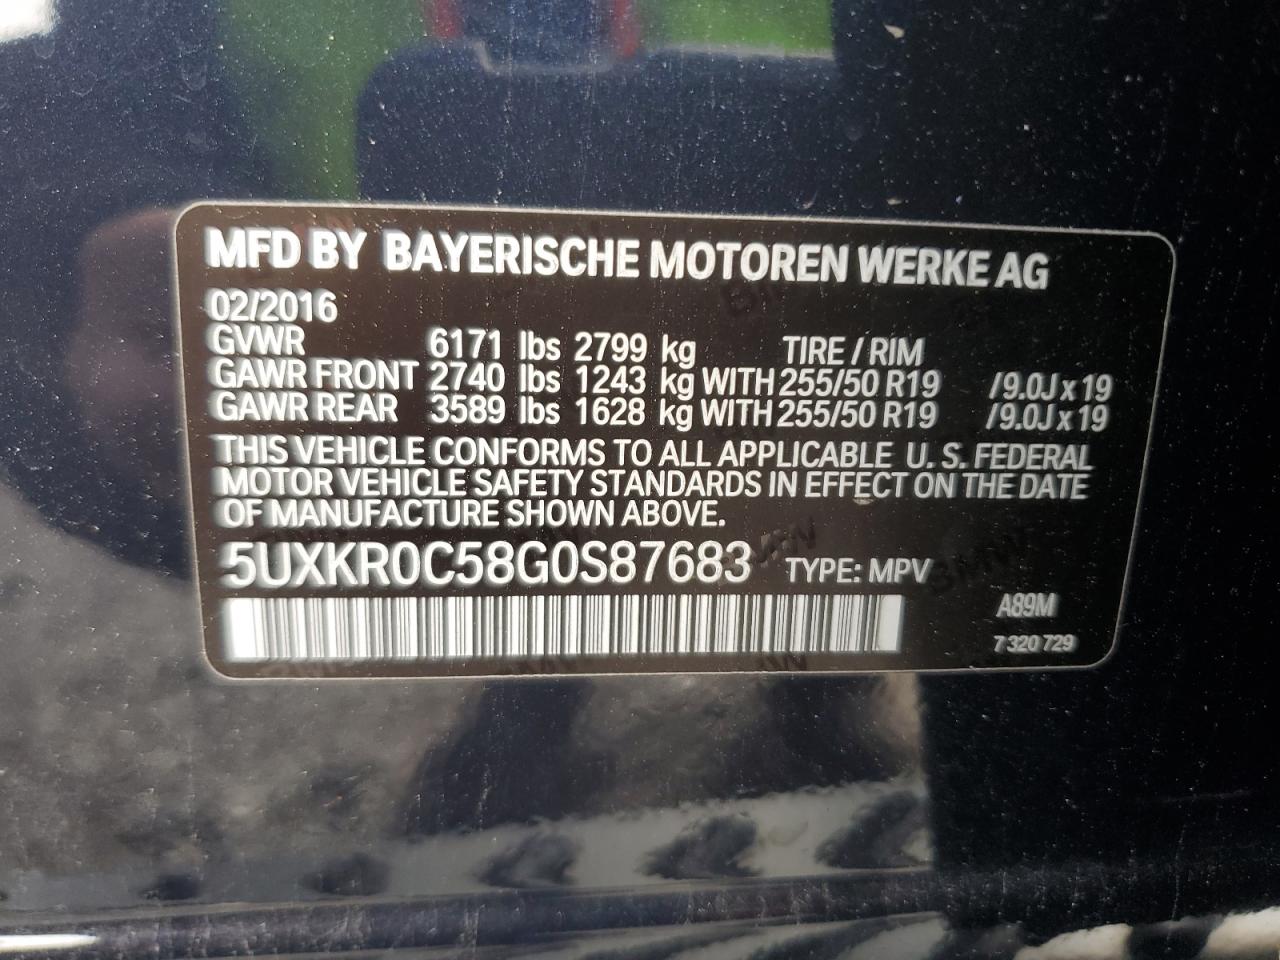 MFD BY BAYERISCHE MOTOREN WERKE AG
02/2016
GVWR 6171 lbs 2799 kg TIRE / RIM
GAWR FRONT 2740 lbs 1243 kg WITH 255/50 R19 /9.0J x 19
GAWR REAR 3589 lbs 1628 kg WITH 255/50 R19 /9.0J x 19
THIS VEHICLE CONFORMS TO ALL APPLICABLE U. S. FEDERAL
MOTOR VEHICLE SAFETY STANDARDS IN EFFECT ON THE DATE
OF MANUFACTURE SHOWN ABOVE.
5UXKR0C58G0S87683 TYPE: MPV
A89M
7 320 729